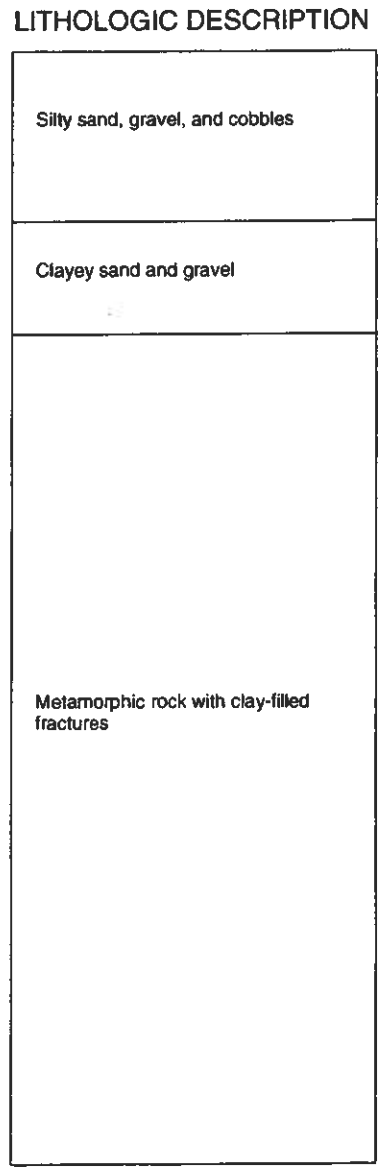 LITHOLOGIC DESCRIPTION
Silty sand, gravel, and cobbles
Clayey sand and gravel
Metamorphic rock with clay-filled
fractures